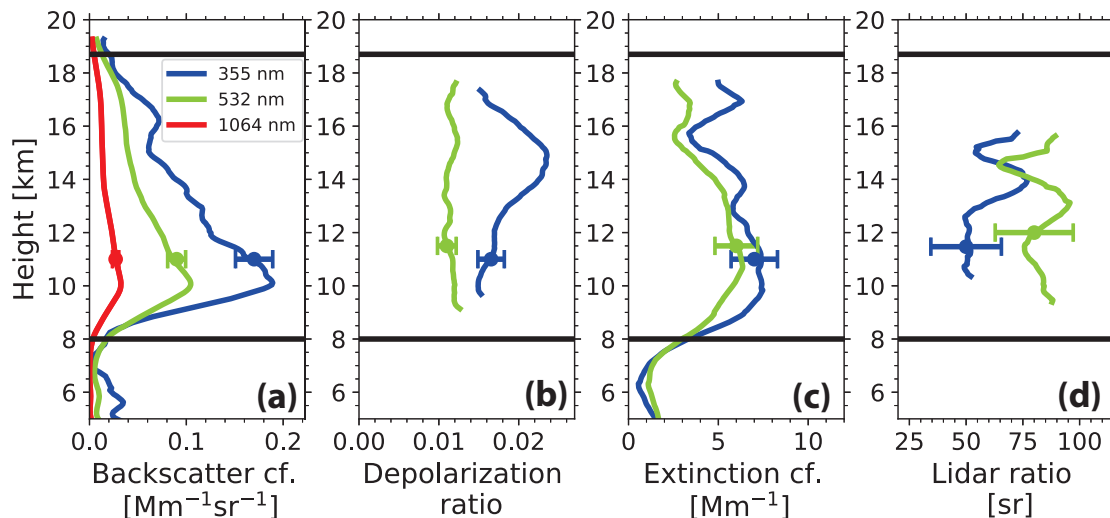 20
18
16
14
12
10
8
6
Height [km]
355 nm
532 nm
1064 nm
(a)
0.0
0.1
0.2
Backscatter cf.
[Mm⁻¹sr⁻¹]
20
18
16
14
12
10
8
6
(b)
0.00
0.01
0.02
Depolarization
ratio
20
18
16
14
12
10
8
6
(c)
0
5
10
Extinction cf.
[Mm⁻¹]
20
18
16
14
12
10
8
6
(d)
25
50
75
100
Lidar ratio
[sr]